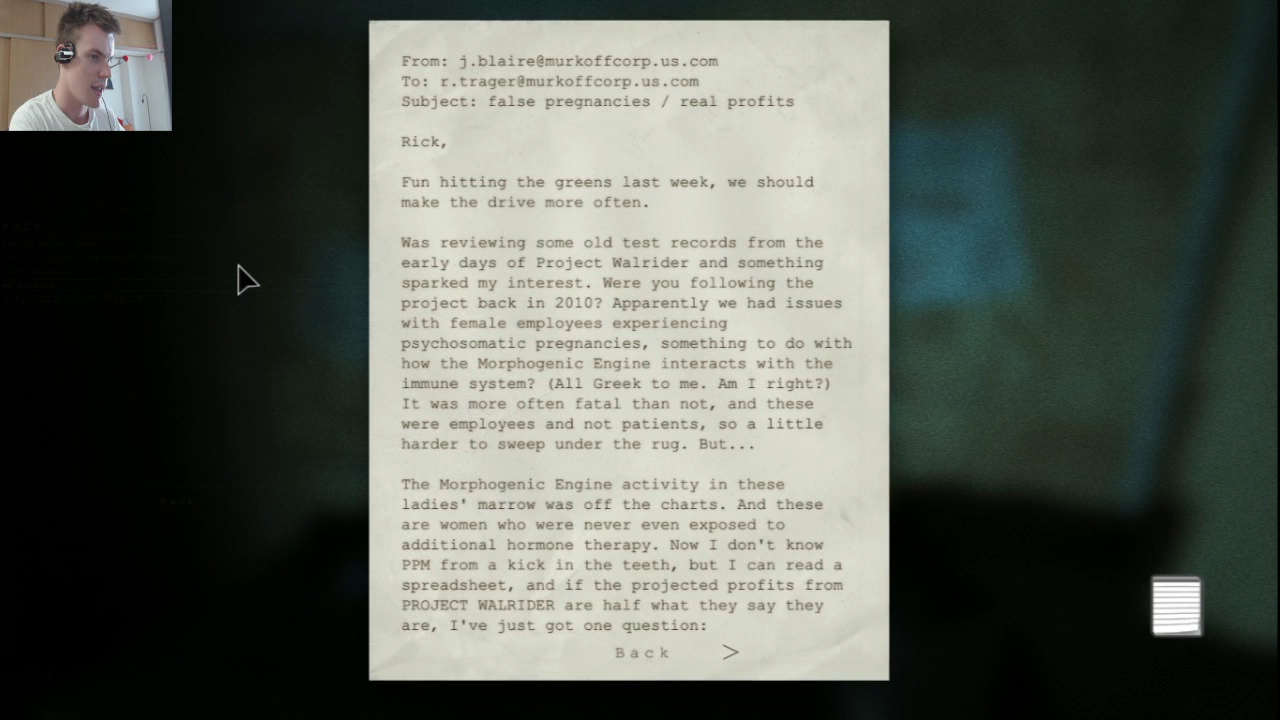 From: j.blaire@murkoffcorp.us.com
To: r.trager@murkoffcorp.us.com
Subject: false pregnancies / real profits
Rick,
Fun hitting the greens last week, we should
make the drive more often.
Was reviewing some old test records from the
early days of Project Walrider and something
sparked my interest. Were you following the
project back in 2010? Apparently we had issues
with female employees experiencing
psychosomatic pregnancies, something to do with
how the Morphogenic Engine interacts with the
immune system? (All Greek to me. Am I right?)
It was more often fatal than not, and these
were employees and not patients, so a little
harder to sweep under the rug. But...
The Morphogenic Engine activity in these
ladies' marrow was off the charts. And these
are women who were never even exposed to
additional hormone therapy. Now I don't know
PPM from a kick in the teeth, but I can read a
spreadsheet, and if the projected profits from
PROJECT WALRIDER are half what they say they
are, I've just got one question:
Back >